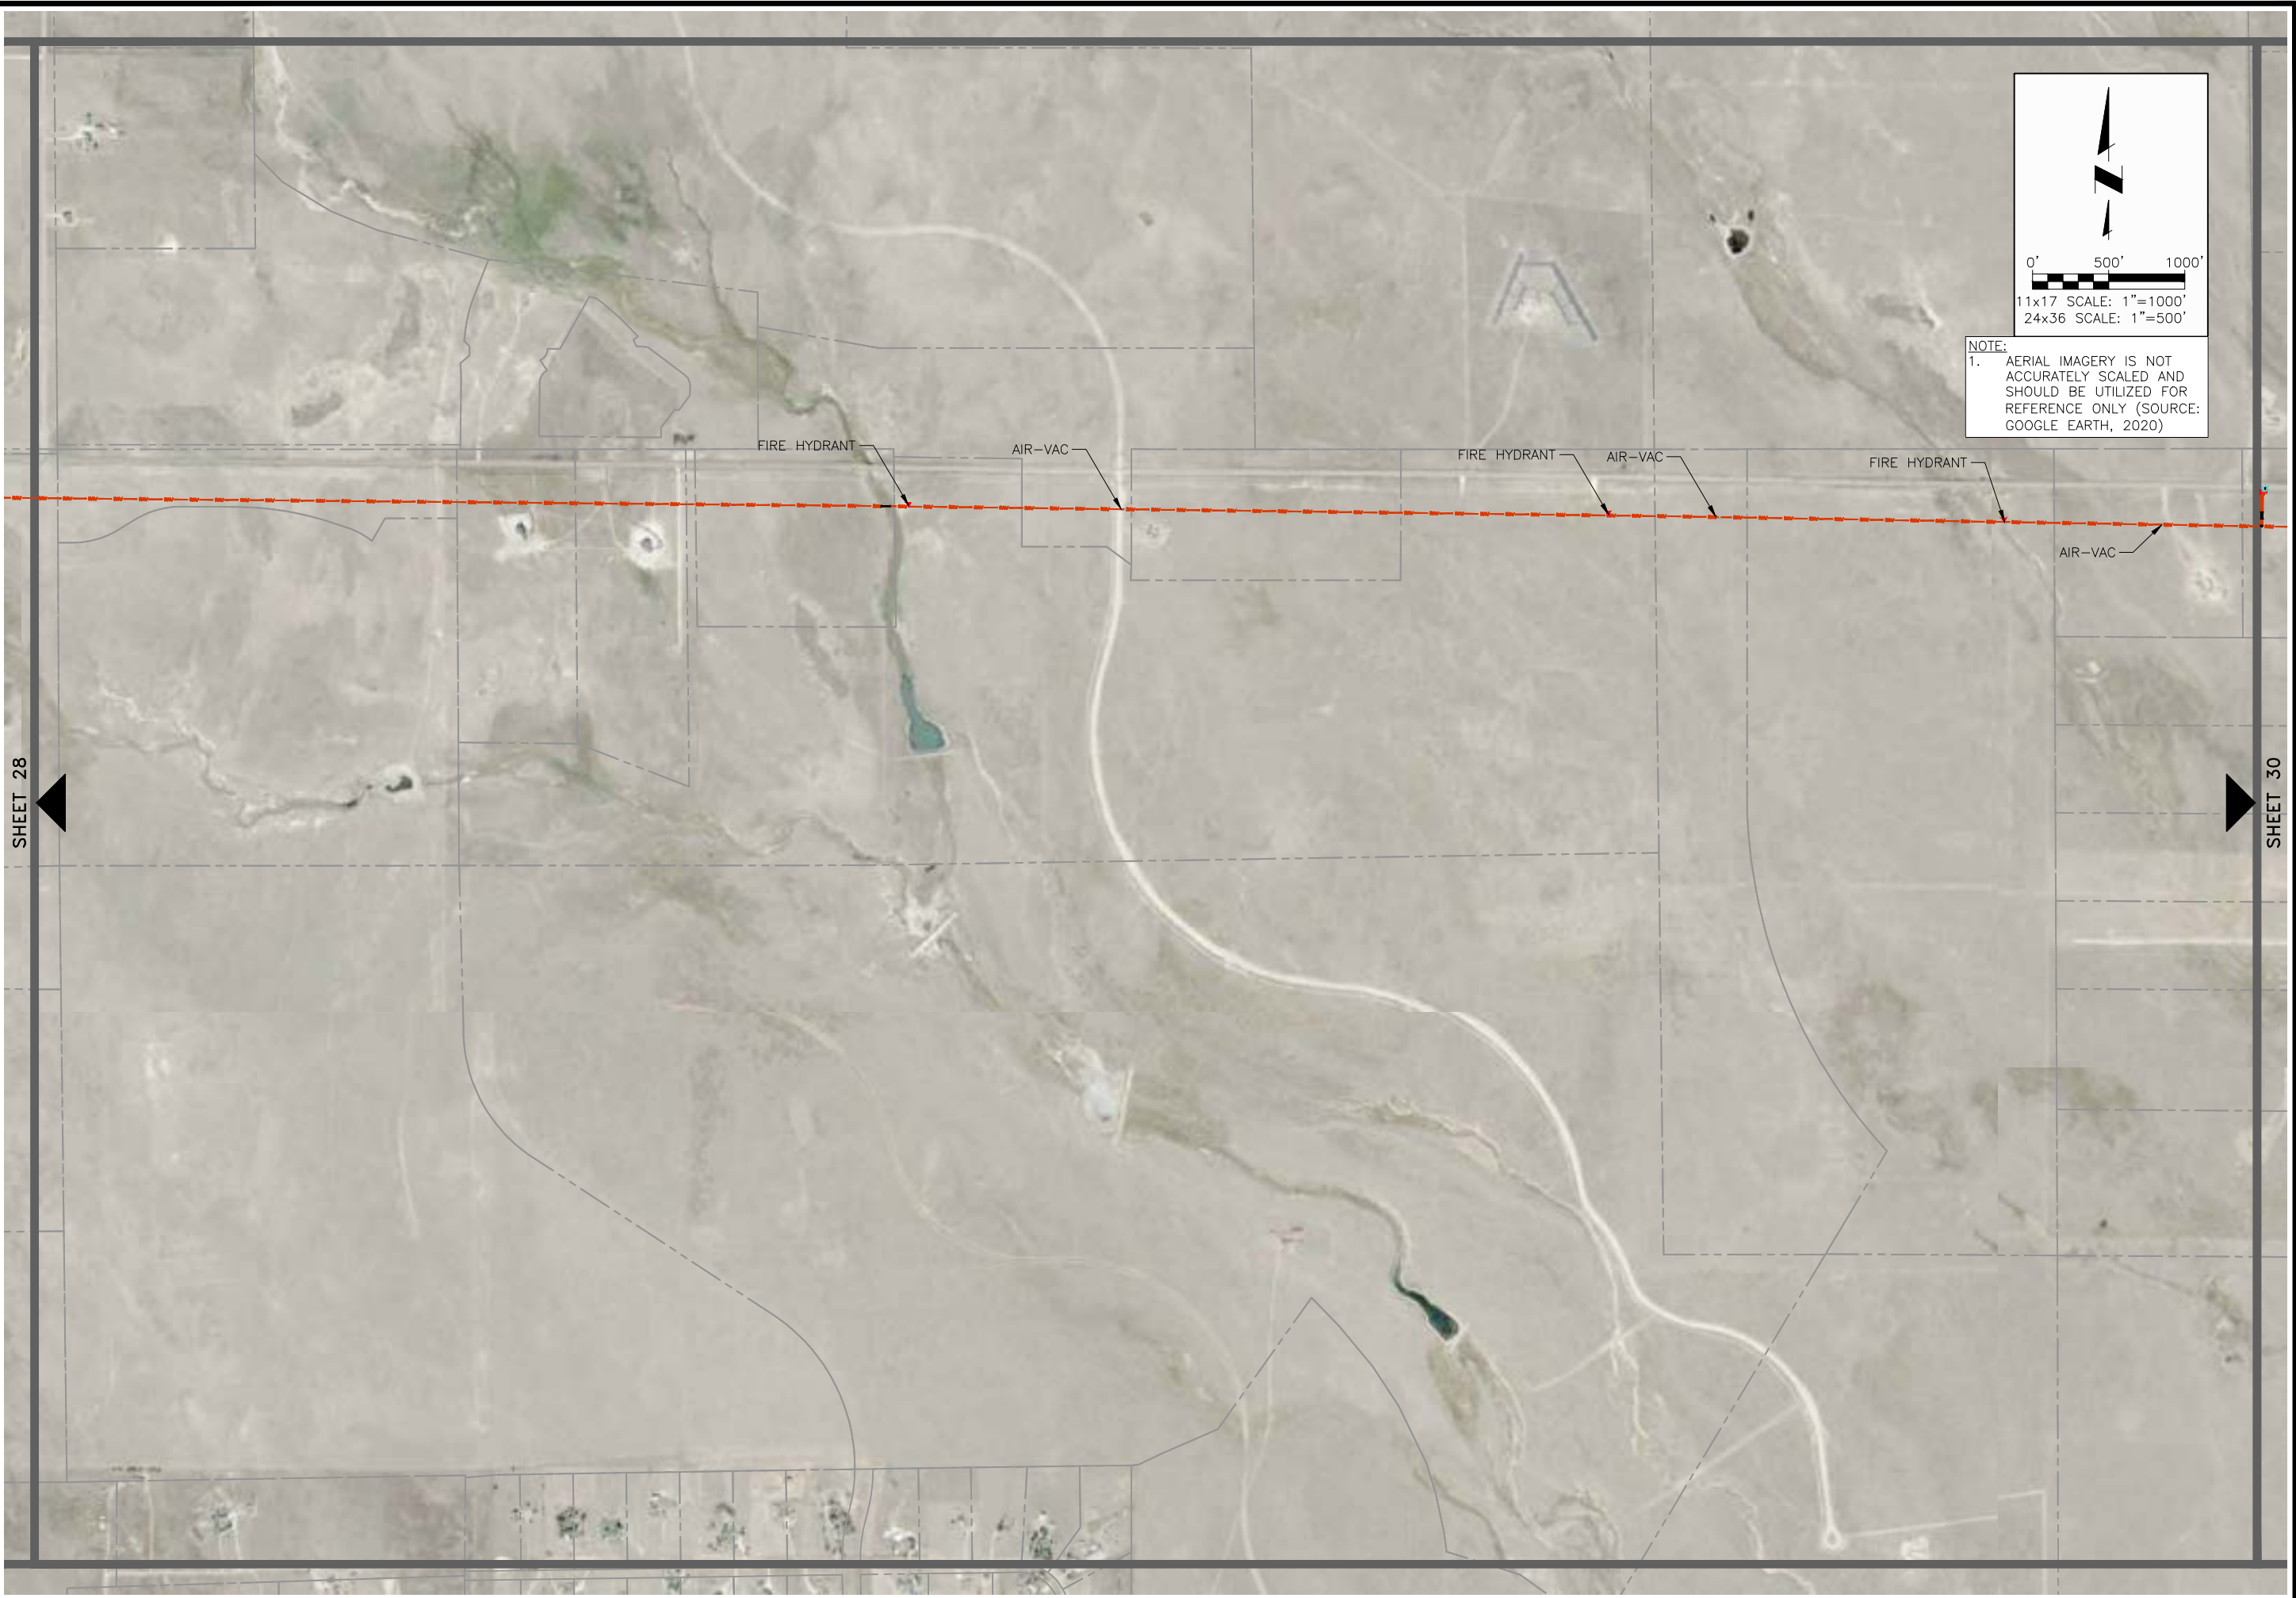 0' 500' 1000'
11x17 SCALE: 1"=1000'
24x36 SCALE: 1"=500'
NOTE:
1. AERIAL IMAGERY IS NOT
ACCURATELY SCALED AND
SHOULD BE UTILIZED FOR
REFERENCE ONLY (SOURCE:
GOOGLE EARTH, 2020)
FIRE HYDRANT
AIR-VAC
FIRE HYDRANT
AIR-VAC
FIRE HYDRANT
AIR-VAC
SHEET 28
SHEET 30